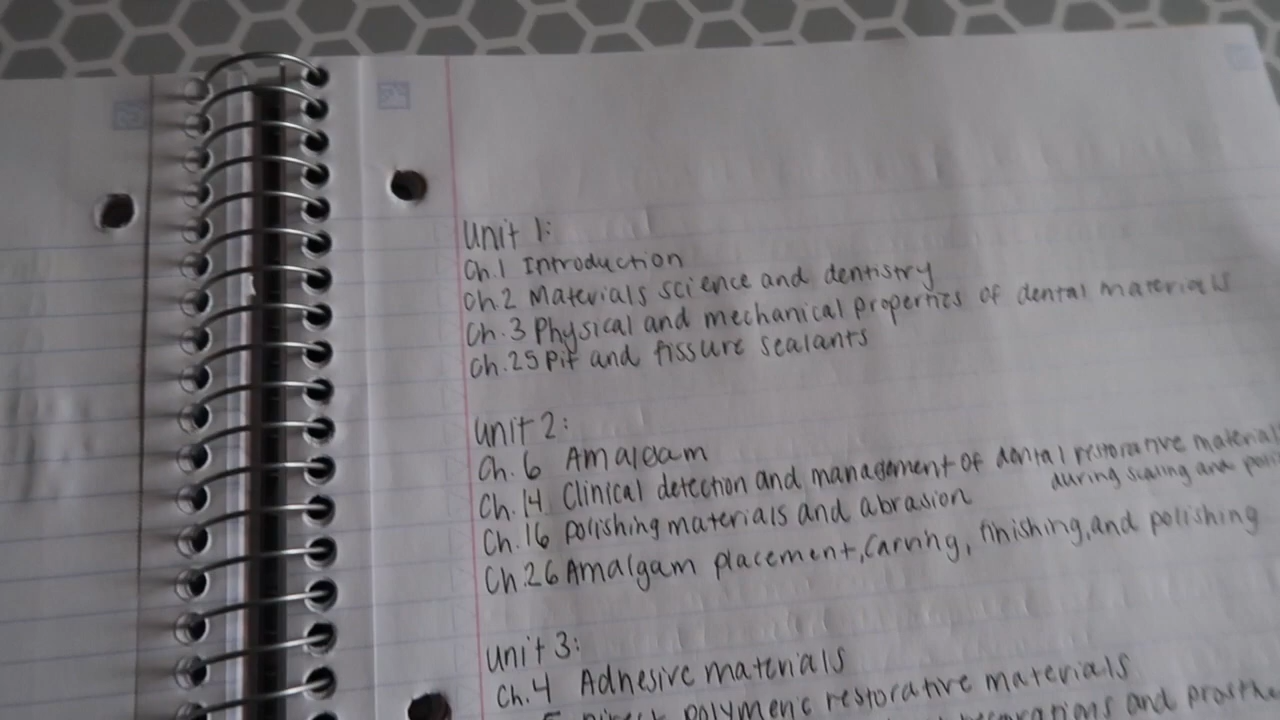 Unit 1:
Ch.1 Introduction
Ch.2 Materials science and dentistry
Ch.3 Physical and mechanical properties of dental materials
Ch.25 Pit and fissure sealants
Unit 2:
Ch. 6 Amalgam
Ch. 14 Clinical detection and management of dental restorative material
during scaling and
Ch. 16 polishing materials and abrasion
Ch.26 Amalgam placement, carving, finishing, and polishing
Unit 3:
Ch.4 Adhesive materials
Direct polymeric restorative materials
and